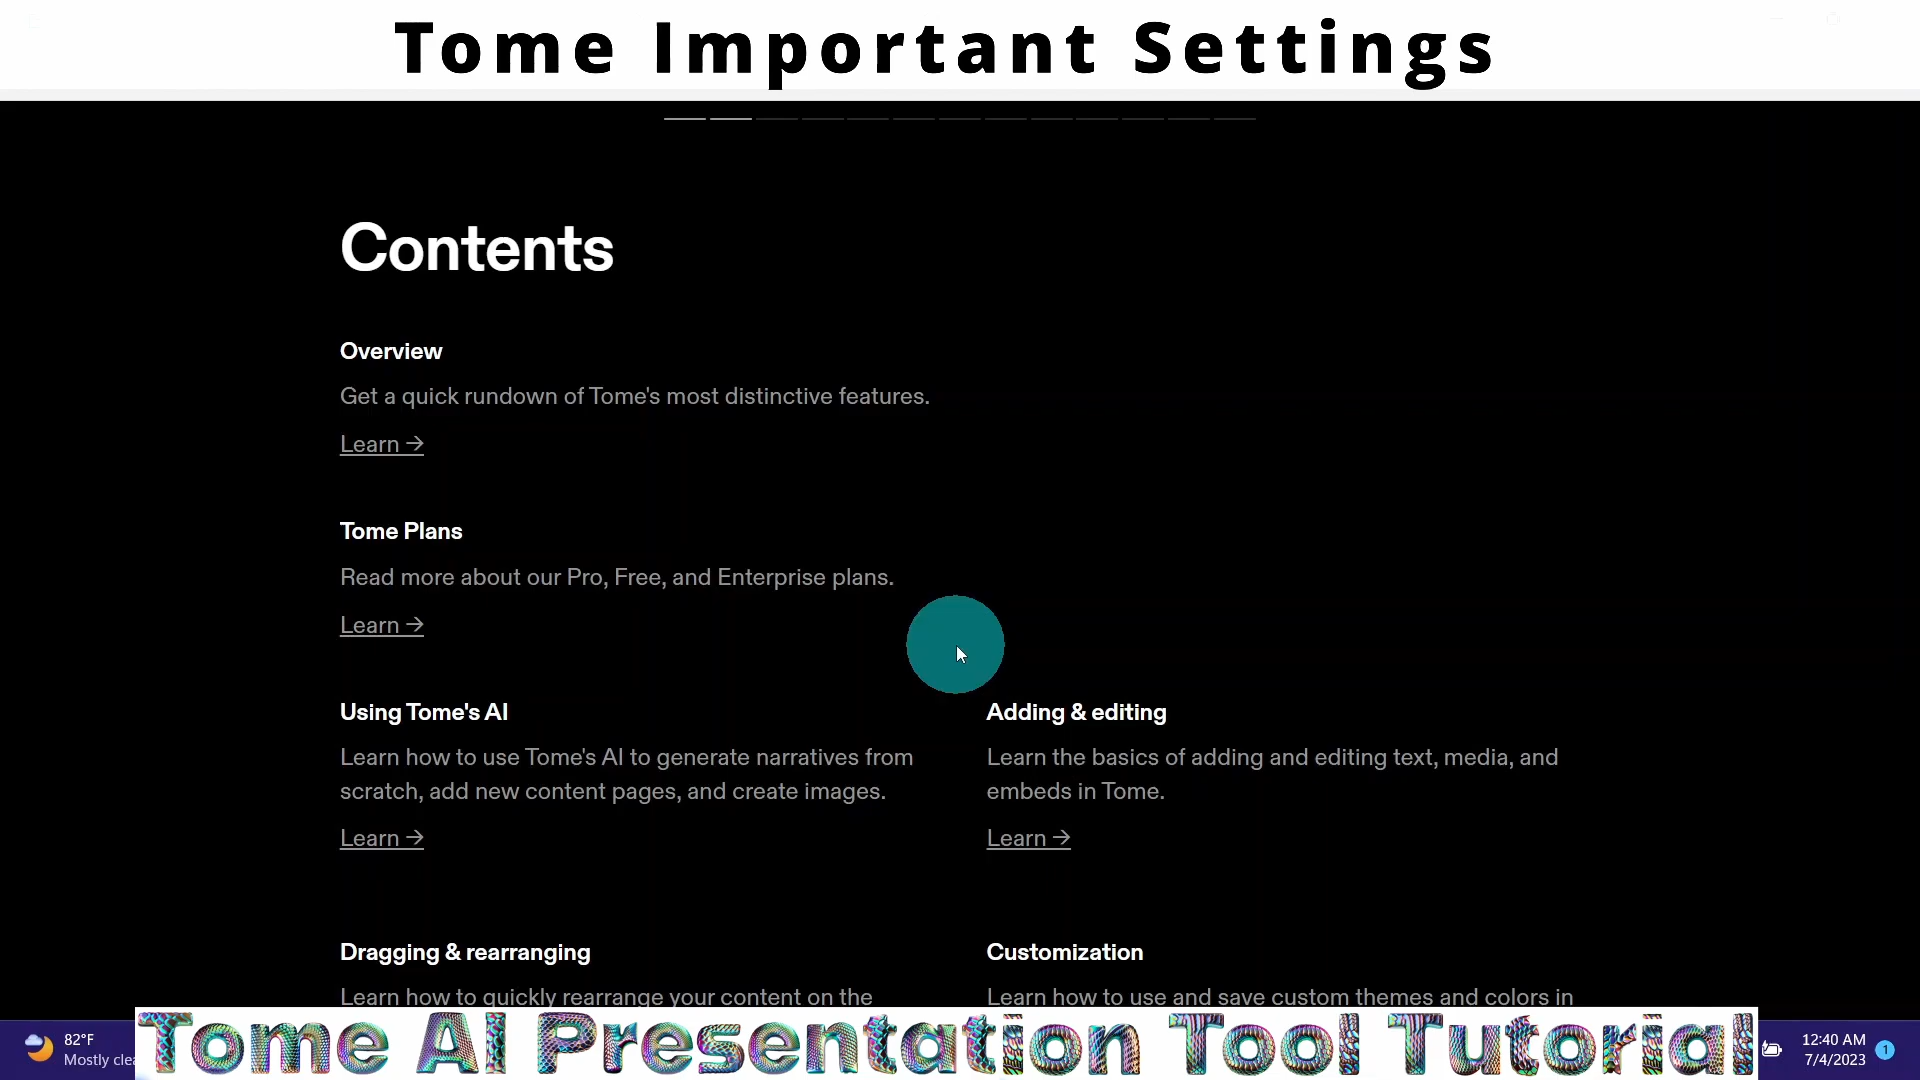 Tome Important Settings
Contents
Overview
Get a quick rundown of Tome's most distinctive features.
Learn →
Tome Plans
Read more about our Pro, Free, and Enterprise plans.
Learn →
Using Tome's AI
Learn how to use Tome's AI to generate narratives from
scratch, add new content pages, and create images.
Learn →
Adding & editing
Learn the basics of adding and editing text, media, and
embeds in Tome.
Learn →
Dragging & rearranging
Learn how to quickly rearrange your content on the
Customization
Learn how to use and save custom themes and colors in
82°F
Mostly clea
Tome AI Presentation Tool Tutorial
12:40 AM
7/4/2023
1